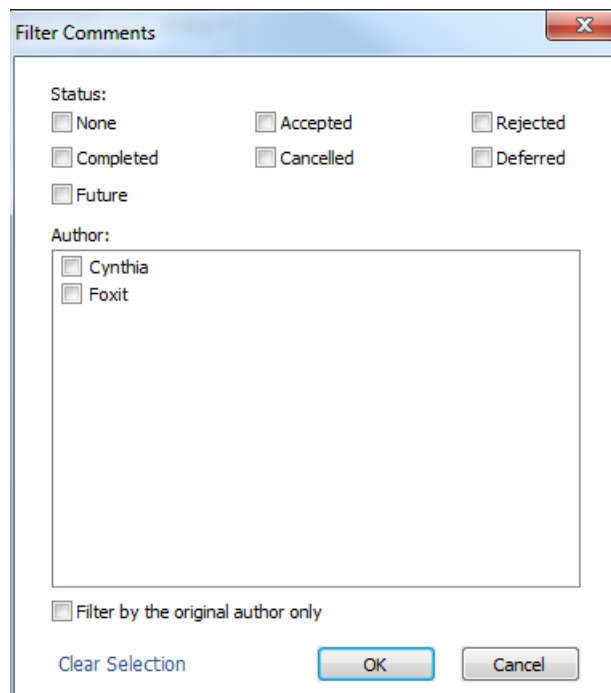 Filter Comments
Status:
None Accepted Rejected
Completed Cancelled Deferred
Future
Author:
Cynthia
Foxit
Filter by the original author only
Clear Selection OK Cancel